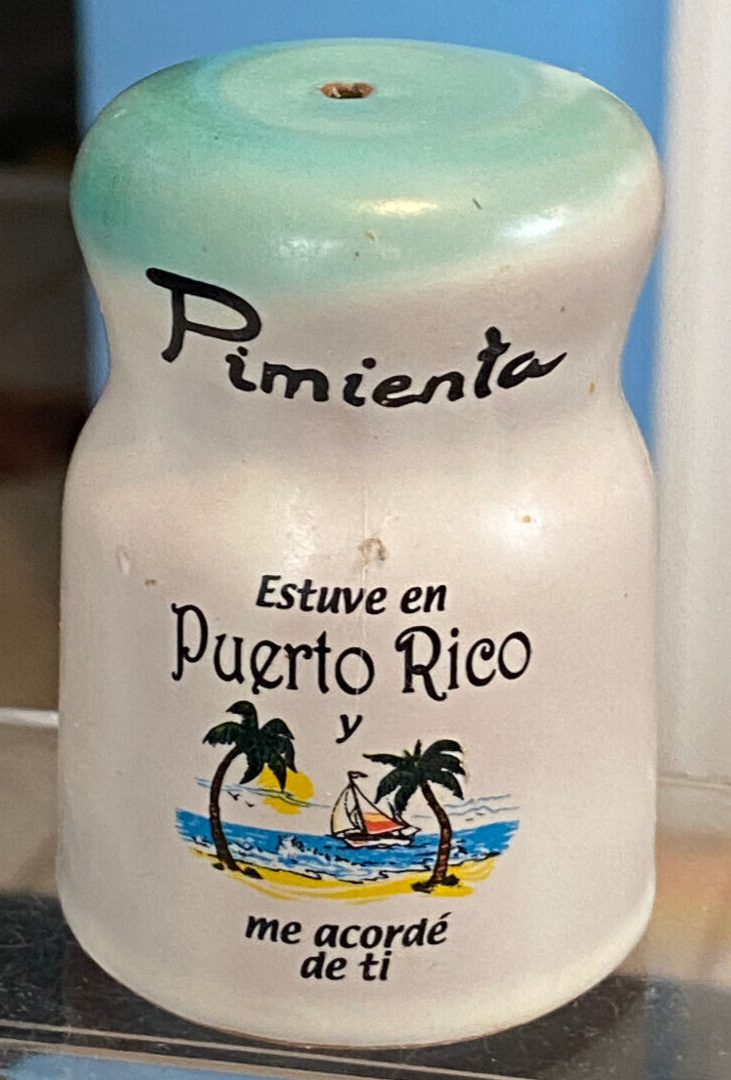 Pimienta
Estuve en
Puerto Rico
y
me acordé
de ti